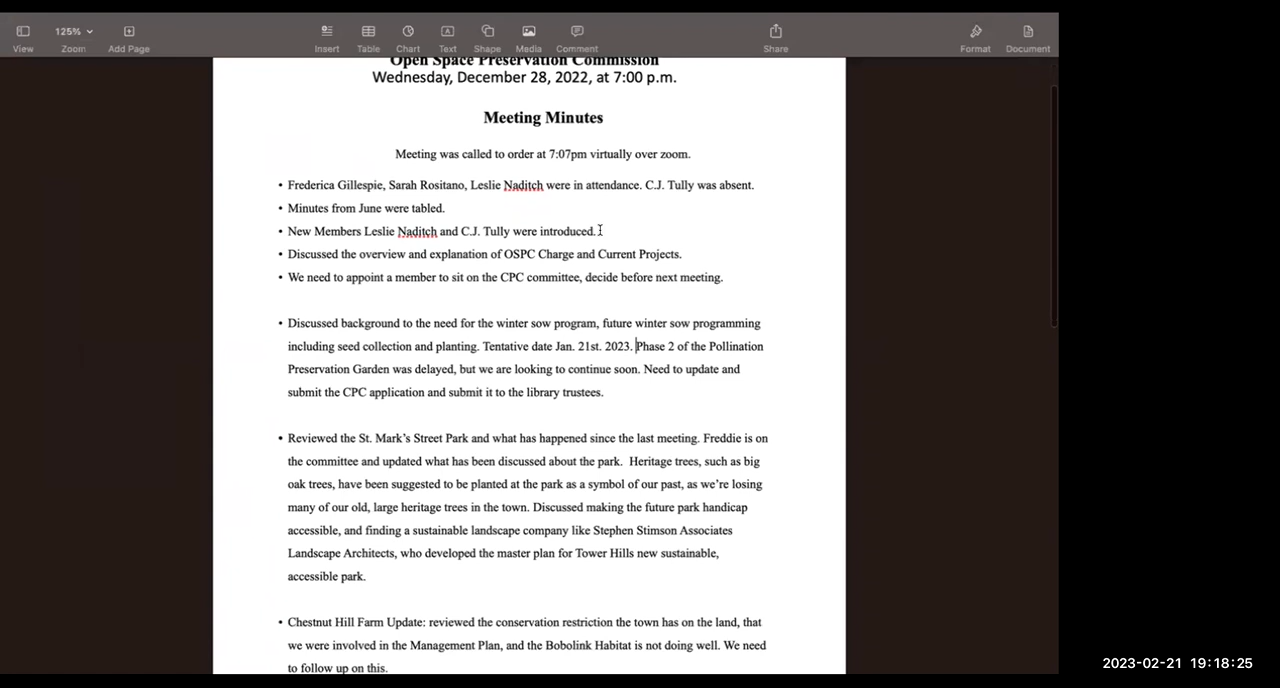 125%
View
Zoom
Add Page
Insert
Table
Chart
Text
Shape
Media
Comment
Share
Format
Document
Open Space Preservation Commission
Wednesday, December 28, 2022, at 7:00 p.m.
Meeting Minutes
Meeting was called to order at 7:07pm virtually over zoom.
• Frederica Gillespie, Sarah Rositano, Leslie Naditch were in attendance. C.J. Tully was absent.
• Minutes from June were tabled.
• New Members Leslie Naditch and C.J. Tully were introduced.
• Discussed the overview and explanation of OSPC Charge and Current Projects.
• We need to appoint a member to sit on the CPC committee, decide before next meeting.
• Discussed background to the need for the winter sow program, future winter sow programming
including seed collection and planting. Tentative date Jan. 21st. 2023. Phase 2 of the Pollination
Preservation Garden was delayed, but we are looking to continue soon. Need to update and
submit the CPC application and submit it to the library trustees.
• Reviewed the St. Mark's Street Park and what has happened since the last meeting. Freddie is on
the committee and updated what has been discussed about the park. Heritage trees, such as big
oak trees, have been suggested to be planted at the park as a symbol of our past, as we're losing
many of our old, large heritage trees in the town. Discussed making the future park handicap
accessible, and finding a sustainable landscape company like Stephen Stimson Associates
Landscape Architects, who developed the master plan for Tower Hills new sustainable,
accessible park.
• Chestnut Hill Farm Update: reviewed the conservation restriction the town has on the land, that
we were involved in the Management Plan, and the Bobolink Habitat is not doing well. We need
to follow up on this.
2023-02-21 19:18:25